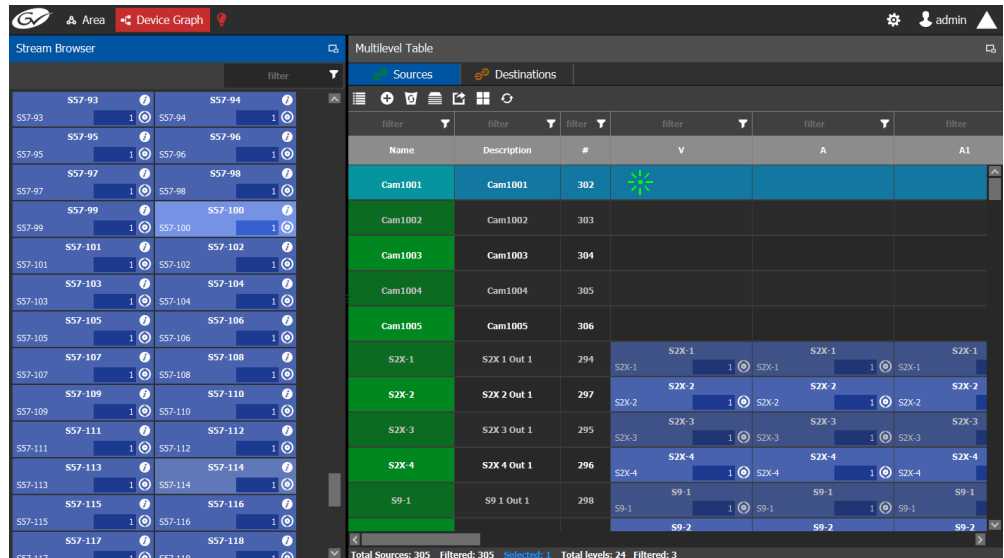 GV Area Device Graph admin
Stream Browser
filter
S57-93 S57-94
S57-93 1 S57-94 1
S57-95 S57-96
S57-95 1 S57-96 1
S57-97 S57-98
S57-97 1 S57-98 1
S57-99 S57-100
S57-99 1 S57-100 1
S57-101 S57-102
S57-101 1 S57-102 1
S57-103 S57-104
S57-103 1 S57-104 1
S57-105 S57-106
S57-105 1 S57-106 1
S57-107 S57-108
S57-107 1 S57-108 1
S57-109 S57-110
S57-109 1 S57-110 1
S57-111 S57-112
S57-111 1 S57-112 1
S57-113 S57-114
S57-113 1 S57-114 1
S57-115 S57-116
S57-115 1 S57-116 1
S57-117 S57-118
Multilevel Table
Sources Destinations
filter filter filter filter filter filter
Name Description # V A A1
Cam1001 Cam1001 302
Cam1002 Cam1002 303
Cam1003 Cam1003 304
Cam1004 Cam1004 305
Cam1005 Cam1005 306
S2X-1 S2X-1 S2X-1
S2X-1 S2X 1 Out 1 294
S2X-1 1 S2X-1 1 S2X-1
S2X-2 S2X-2 S2X-2
S2X-2 S2X 2 Out 1 297
S2X-2 1 S2X-2 1 S2X-2
S2X-3 S2X-3 S2X-3
S2X-3 S2X 3 Out 1 295
S2X-3 1 S2X-3 1 S2X-3
S2X-4 S2X-4 S2X-4
S2X-4 S2X 4 Out 1 296
S2X-4 1 S2X-4 1 S2X-4
S9-1 S9-1 S9-1
S9-1 S9 1 Out 1 298
S9-1 1 S9-1 1 S9-1
S9-2 S9-2 S9-2
Total Sources: 305 Filtered: 305 Selected: 1 Total levels: 24 Filtered: 3